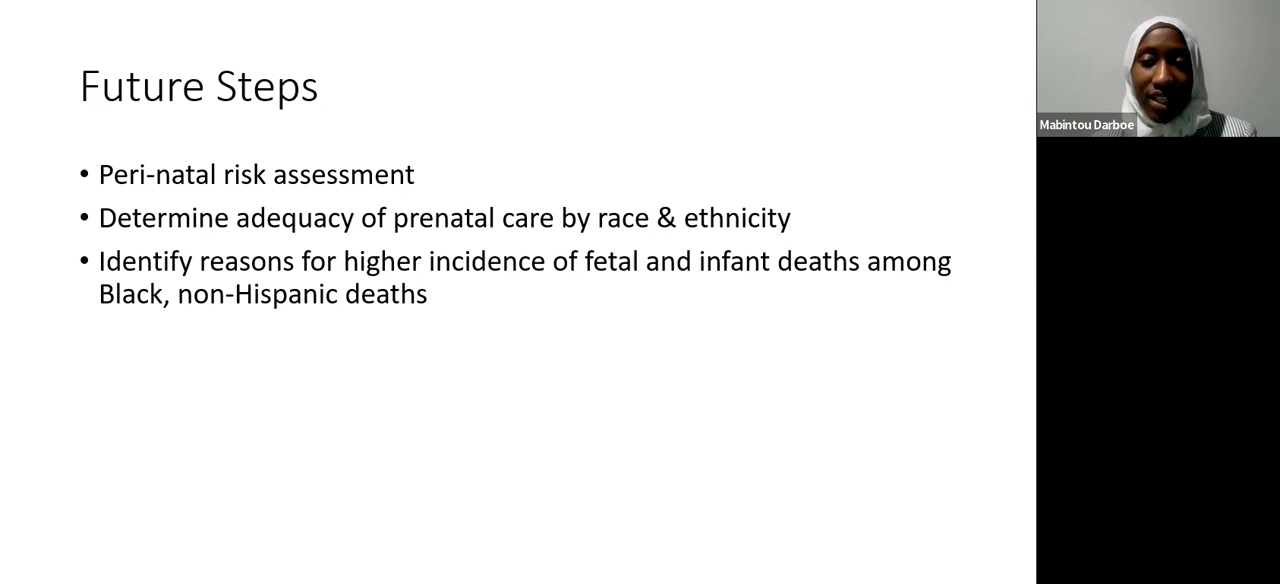 Future Steps
• Peri-natal risk assessment
• Determine adequacy of prenatal care by race & ethnicity
• Identify reasons for higher incidence of fetal and infant deaths among
Black, non-Hispanic deaths
Mabintou Darboe